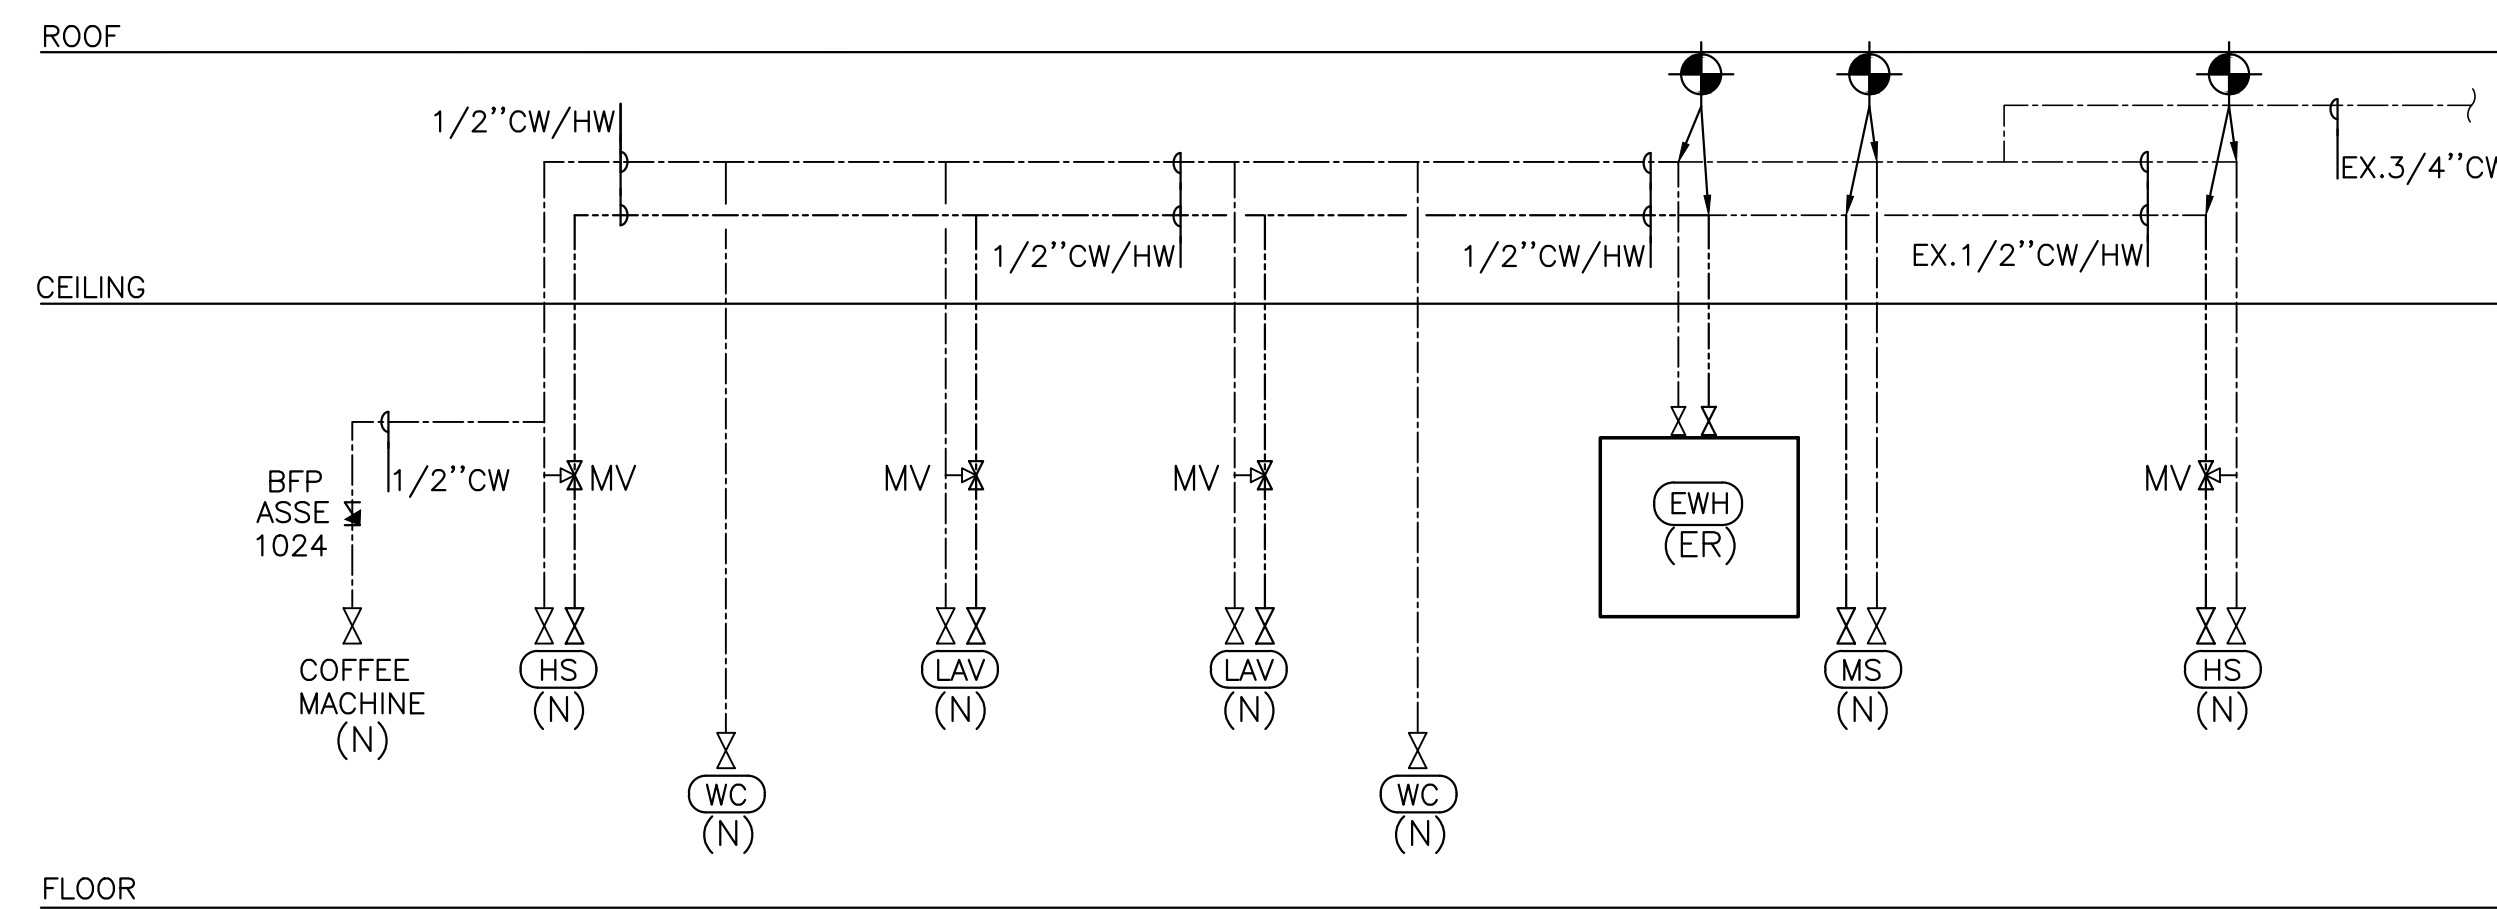 ROOF
1/2"CW/HW
EX.3/4"CW
1/2"CW/HW
1/2"CW/HW
EX.1/2"CW/HW
CEILING
BFP
ASSE
1024
1/2"CW
MV
MV
MV
MV
EWH
(ER)
COFFEE
MACHINE
(N)
HS
(N)
WC
(N)
LAV
(N)
LAV
(N)
WC
(N)
MS
(N)
HS
(N)
FLOOR